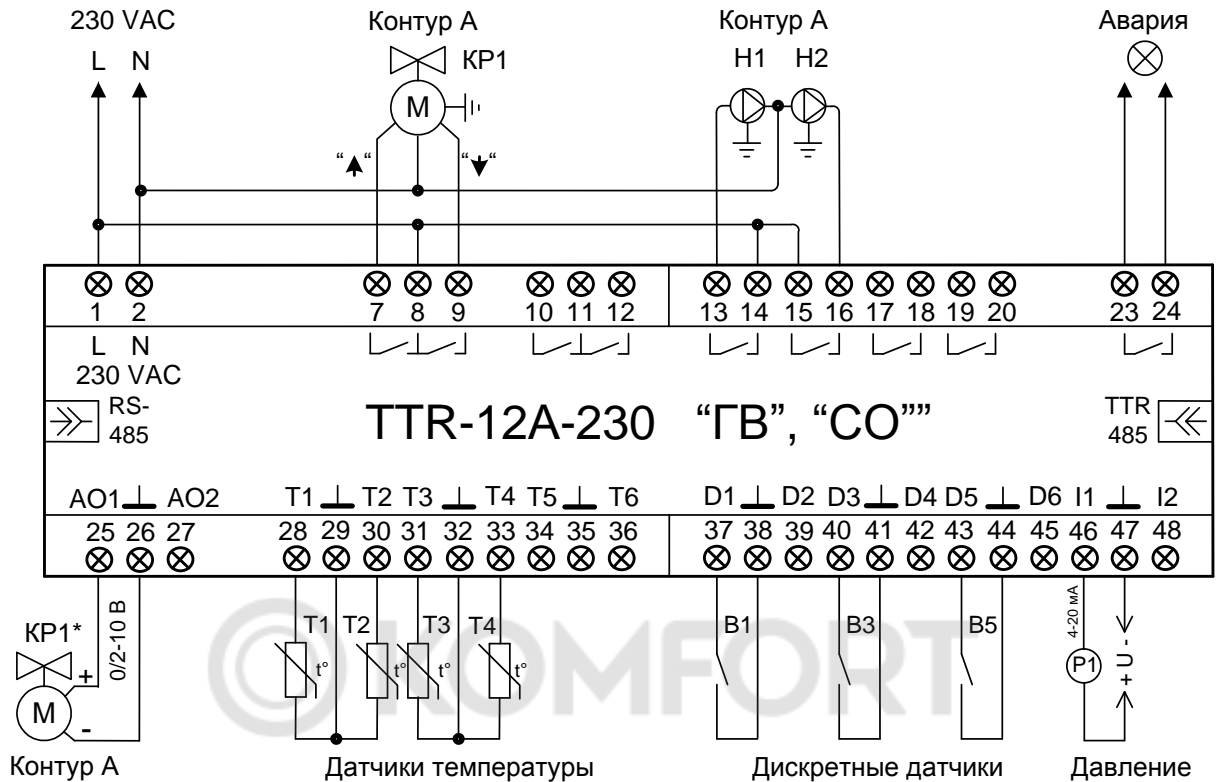 230 VAC Контур А Контур А Авария
L N КР1 Н1 Н2
М
“ “ “ “
1 2 7 8 9 10 11 12 13 14 15 16 17 18 19 20 23 24
L N
230 VAC
RS-
485
TTR-12A-230 “ГВ”, “СО””
TTR
485
AO1 AO2 T1 T2 T3 T4 T5 T6 D1 D2 D3 D4 D5 D6 I1 I2
25 26 27 28 29 30 31 32 33 34 35 36 37 38 39 40 41 42 43 44 45 46 47 48
КР1*
+
М
-
0/2-10 В
T1 T2 T3 T4
t° t° t° t°
B1 B3 B5
4-20 мА
P1
+ U -
KOMFORT
Контур А Датчики температуры Дискретные датчики Давление